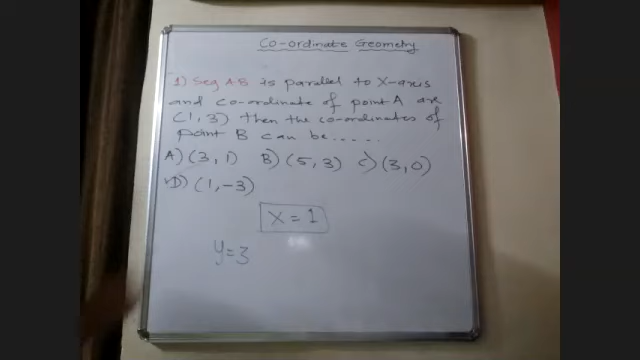 Co-ordinate Geometry
1) Seg AB is parallel to X-axis
and co-ordinate of point A are
(1, 3) then the co-ordinates of
point B can be.....
A) (3, 1) B) (5, 3) C) (3, 0)
D) (1, -3)
X = 1
y=3